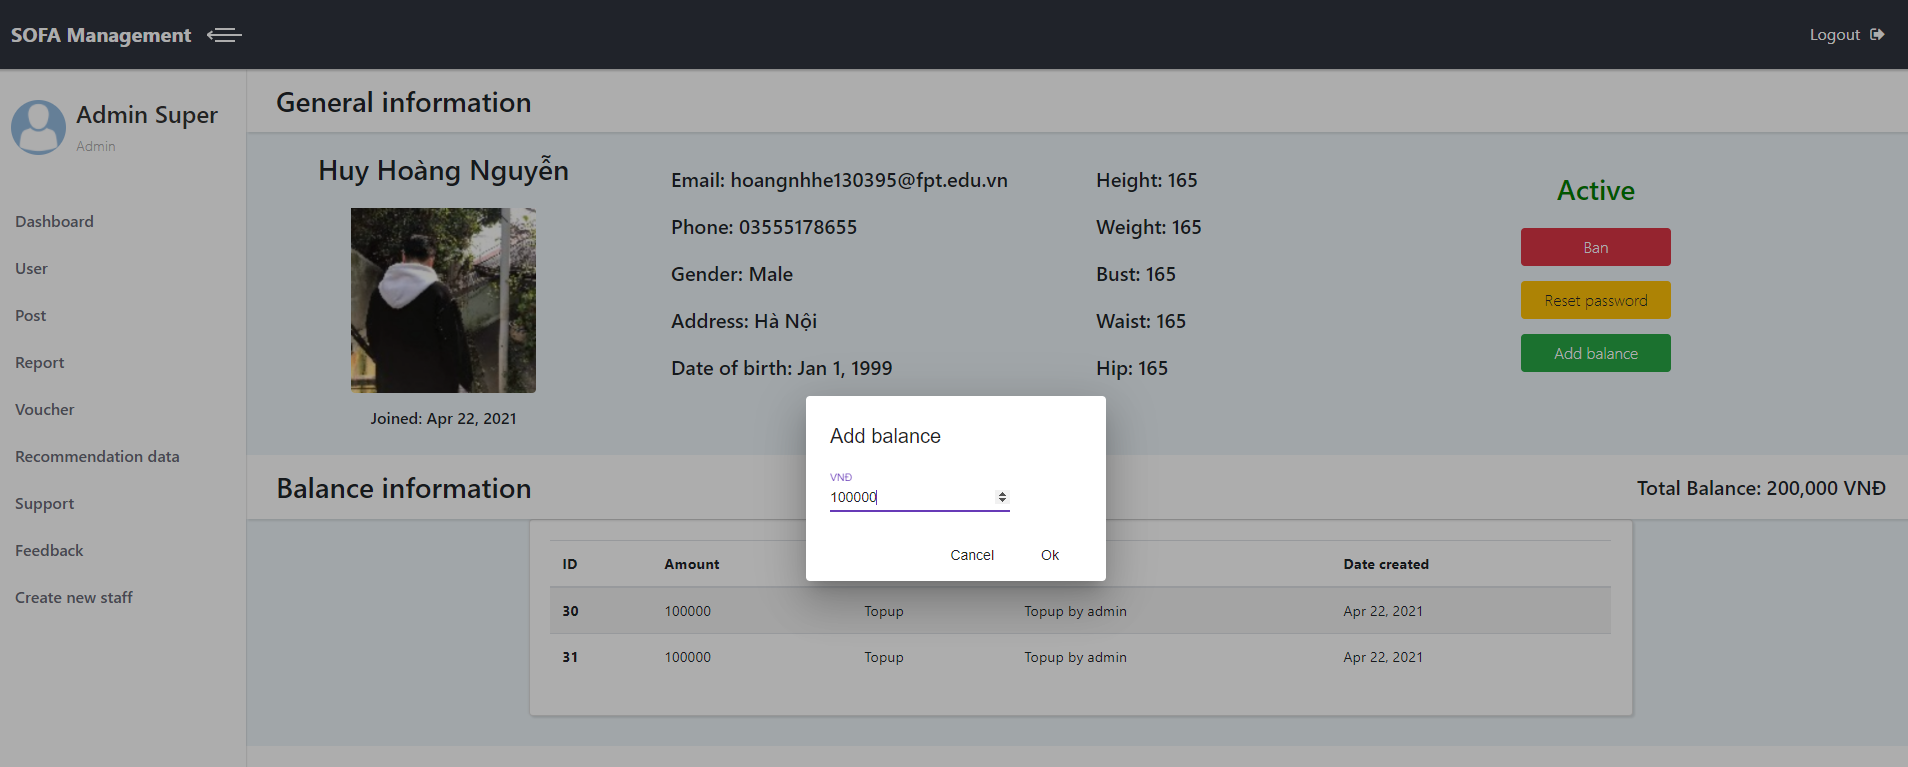 SOFA Management
Logout
Admin Super
Admin
Dashboard
User
Post
Report
Voucher
Recommendation data
Support
Feedback
Create new staff
General information
Huy Hoàng Nguyễn
Joined: Apr 22, 2021
Email: hoangnhhe130395@fpt.edu.vn
Phone: 03555178655
Gender: Male
Address: Hà Nội
Date of birth: Jan 1, 1999
Height: 165
Weight: 165
Bust: 165
Waist: 165
Hip: 165
Active
Ban
Reset password
Add balance
Add balance
VNĐ
100000
Cancel Ok
Balance information
Total Balance: 200,000 VNĐ
ID Amount Date created
30 100000 Topup Topup by admin Apr 22, 2021
31 100000 Topup Topup by admin Apr 22, 2021